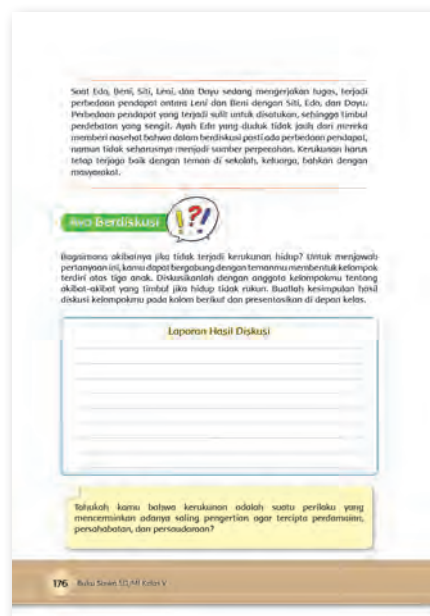 Saat Edo, Beni, Siti, Leni, dan Dayu sedang mengerjakan tugas, terjadi
perbedaan pendapat antara Leni dan Beni dengan Siti, Edo, dan Dayu.
Perbedaan pendapat yang terjadi sulit untuk disatukan, sehingga timbul
perdebatan yang sengit. Ayah Edo yang duduk tidak jauh dari mereka
memberi nasehat bahwa dalam berdiskusi pasti ada perbedaan pendapat,
namun tidak seharusnya menjadi sumber perpecahan. Kerukunan harus
tetap terjaga baik dengan teman di sekolah, keluarga, bahkan dengan
masyarakat.
Ayo Berdiskusi
Bagaimana akibatnya jika tidak terjadi kerukunan hidup? Untuk menjawab
pertanyaan ini, kamu dapat bergabung dengan temanmu membentuk kelompok
terdiri atas tiga anak. Diskusikanlah dengan anggota kelompokmu tentang
akibat-akibat yang timbul jika hidup tidak rukun. Buatlah kesimpulan hasil
diskusi kelompokmu pada kolom berikut dan presentasikan di depan kelas.
Laporan Hasil Diskusi
Tahukah kamu bahwa kerukunan adalah suatu perilaku yang
mencerminkan adanya saling pengertian agar tercipta perdamaian,
persahabatan, dan persaudaraan?
176 Buku Siswa SD/MI Kelas V